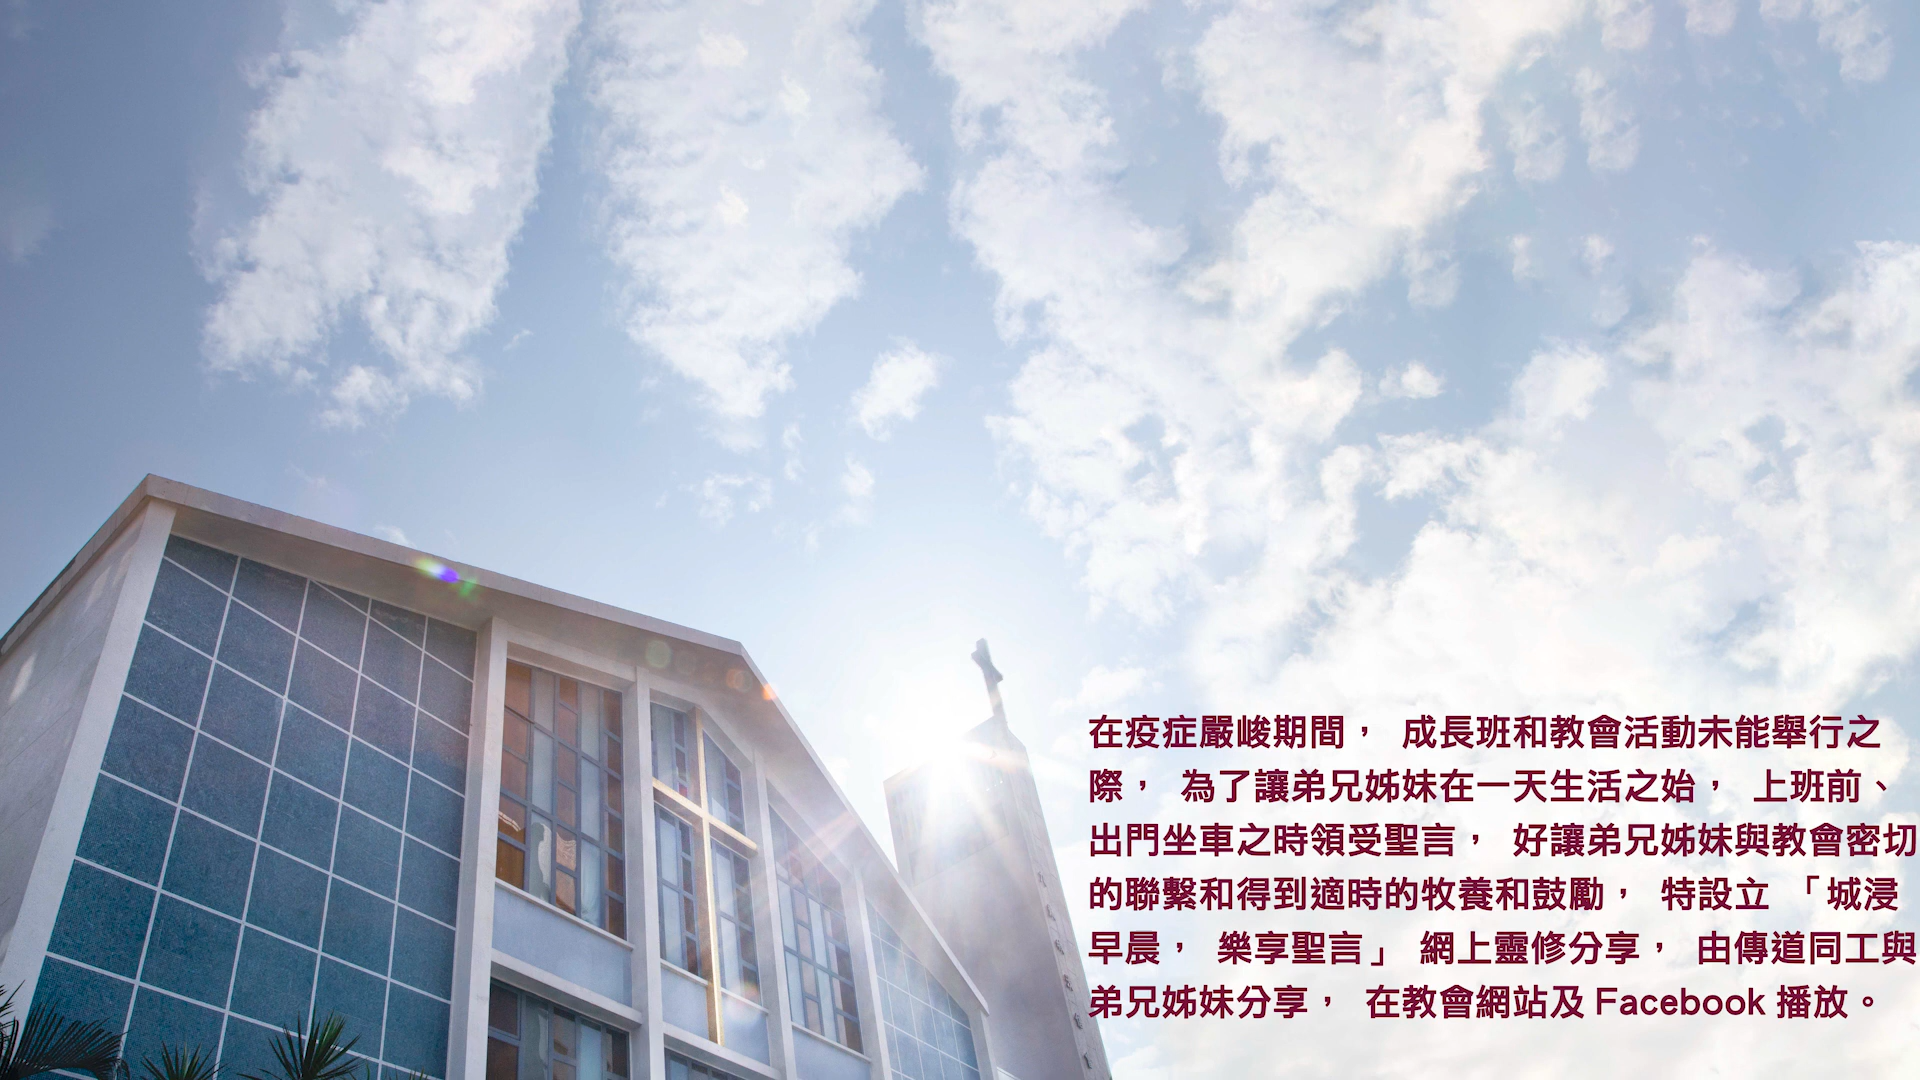 在疫症嚴峻期間， 成長班和教會活動未能舉行之
際， 為了讓弟兄姊妹在一天生活之始， 上班前、
出門坐車之時領受聖言， 好讓弟兄姊妹與教會密切
的聯繫和得到適時的牧養和鼓勵， 特設立 「城浸
早晨， 樂享聖言」 網上靈修分享， 由傳道同工與
弟兄姊妹分享， 在教會網站及 Facebook 播放。